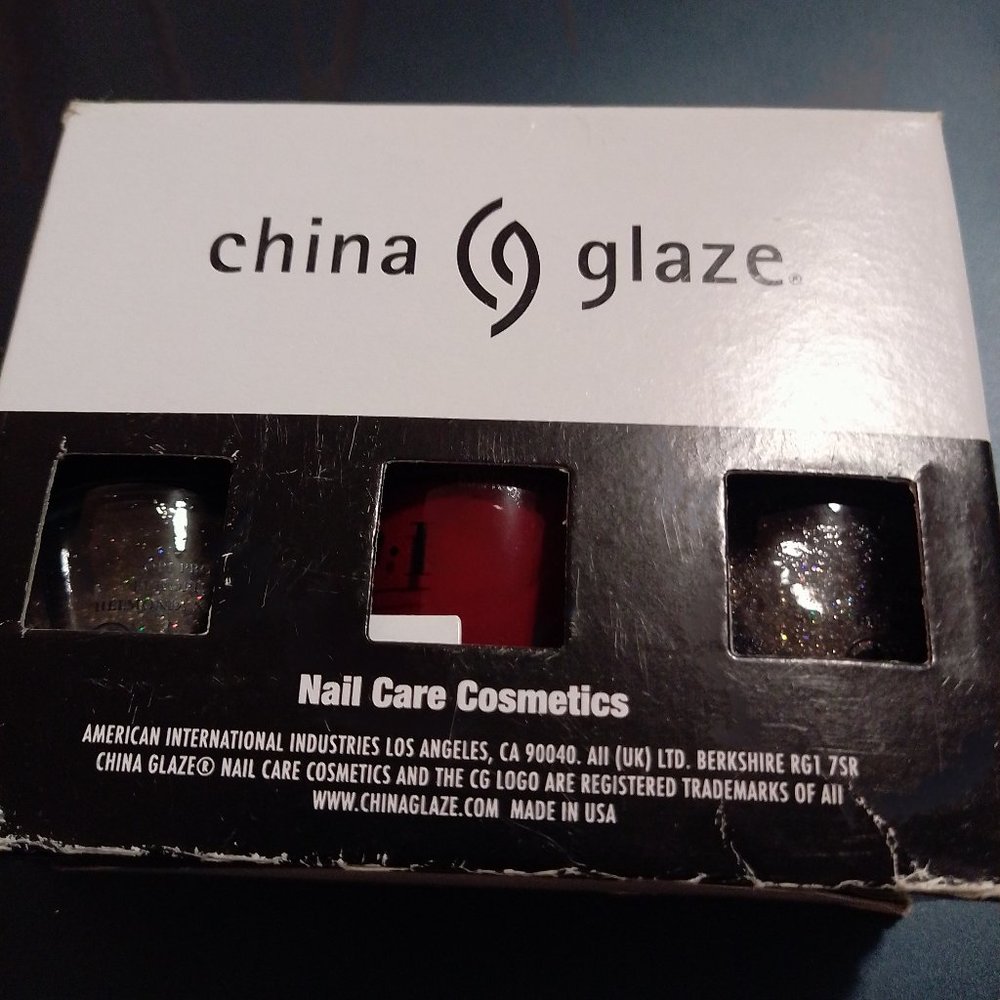 china glaze®
Nail Care Cosmetics
AMERICAN INTERNATIONAL INDUSTRIES LOS ANGELES, CA 90040. AII (UK) LTD. BERKSHIRE RG1 7SR
CHINA GLAZE® NAIL CARE COSMETICS AND THE CG LOGO ARE REGISTERED TRADEMARKS OF AII
WWW.CHINAGLAZE.COM MADE IN USA